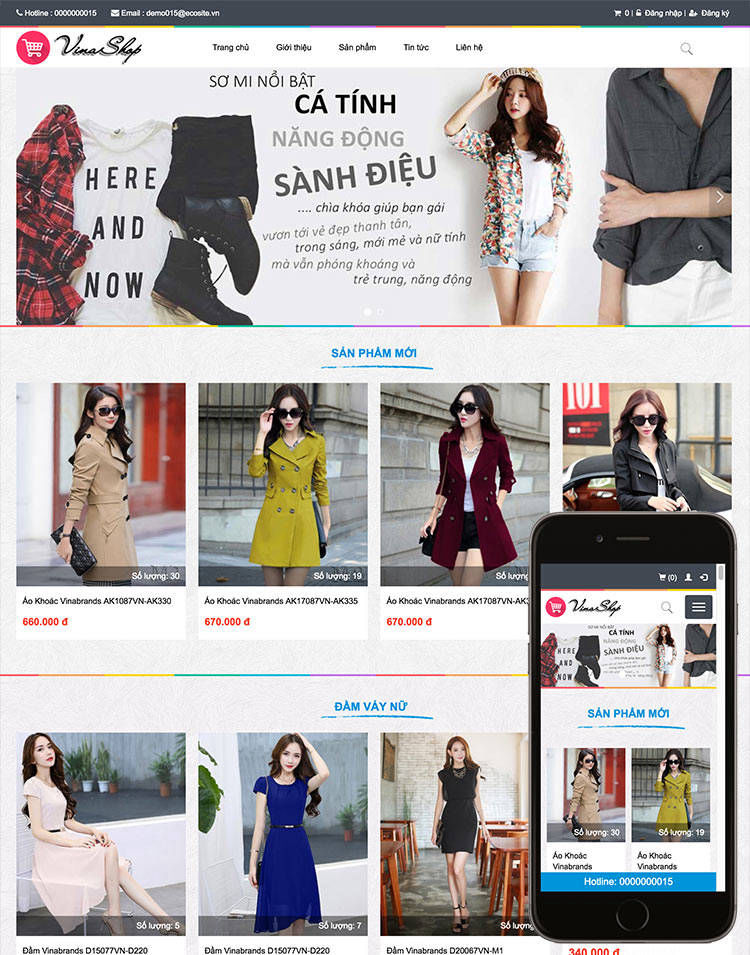 Hotline : 0000000015 Email : demo015@ecosite.vn 0 | Đăng nhập | Đăng ký
VinaShop Trang chủ Giới thiệu Sản phẩm Tin tức Liên hệ
SƠ MI NỔI BẬT
CÁ TÍNH
NĂNG ĐỘNG
SÀNH ĐIỆU
.... chìa khóa giúp bạn gái
vươn tới vẻ đẹp thanh tân,
trong sáng, mới mẻ và nữ tính
mà vẫn phóng khoáng và
trẻ trung, năng động
HERE
AND
NOW
SẢN PHẨM MỚI
101
Số lượng: 30
Số lượng: 19
Số lượng:
Áo Khoác Vinabrands AK1087VN-AK330
660.000 đ
Áo Khoác Vinabrands AK17087VN-AK335
670.000 đ
Áo Khoác Vinabrands AK17087VN-AK3
670.000 đ
ĐẦM VÁY NỮ
Số lượng: 5
Số lượng: 7
Số lượng:
Đầm Vinabrands D15077VN-D220
Đầm Vinabrands D15077VN-D220
Đầm Vinabrands D20067VN-M1
340.000 đ
(0)
VinaShop
SƠ MI NỔI BẬT
CÁ TÍNH
NĂNG ĐỘNG
SÀNH ĐIỆU
HERE
AND
NOW
SẢN PHẨM MỚI
Số lượng: 30
Số lượng: 19
Áo Khoác
Vinabrands
Áo Khoác
Vinabrands
Hotline: 0000000015